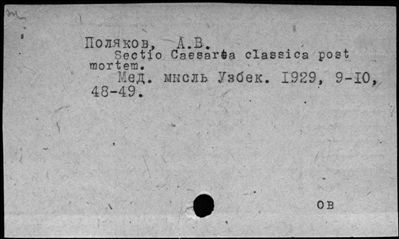 Поляков, А.В.
Sectio Caesarea classica post
mortem.
Мед. мысль Узбек. 1929, 9-10,
48-49.
ов